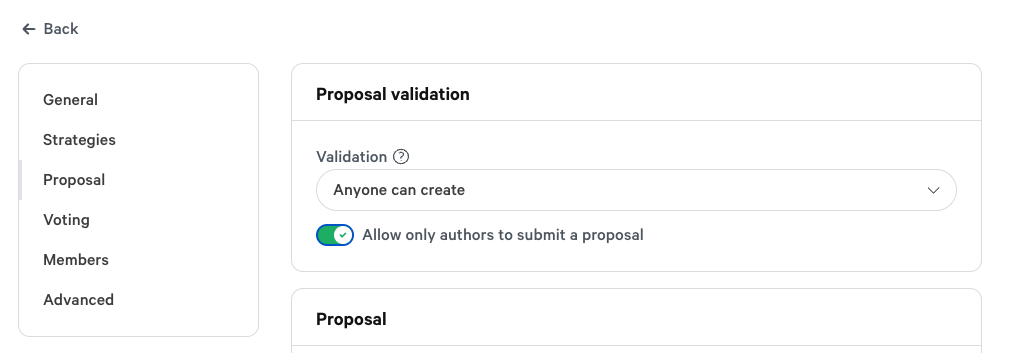 Back
General
Strategies
Proposal
Voting
Members
Advanced
Proposal validation
Validation ?
Anyone can create
Allow only authors to submit a proposal
Proposal